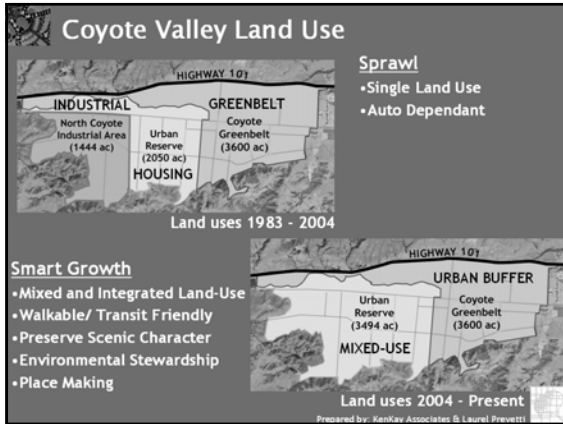 Coyote Valley Land Use
HIGHWAY 101
INDUSTRIAL
GREENBELT
North Coyote
Industrial Area
(1444 ac)
Urban
Reserve
(2050 ac)
HOUSING
Coyote
Greenbelt
(3600 ac)
Land uses 1983 - 2004
Sprawl
•Single Land Use
•Auto Dependant
Smart Growth
•Mixed and Integrated Land-Use
•Walkable/ Transit Friendly
•Preserve Scenic Character
•Environmental Stewardship
•Place Making
HIGHWAY 101
URBAN BUFFER
Urban
Reserve
(3494 ac)
MIXED-USE
Coyote
Greenbelt
(3600 ac)
Land uses 2004 - Present
Prepared by: KenKay Associates & Laurel Prevetti